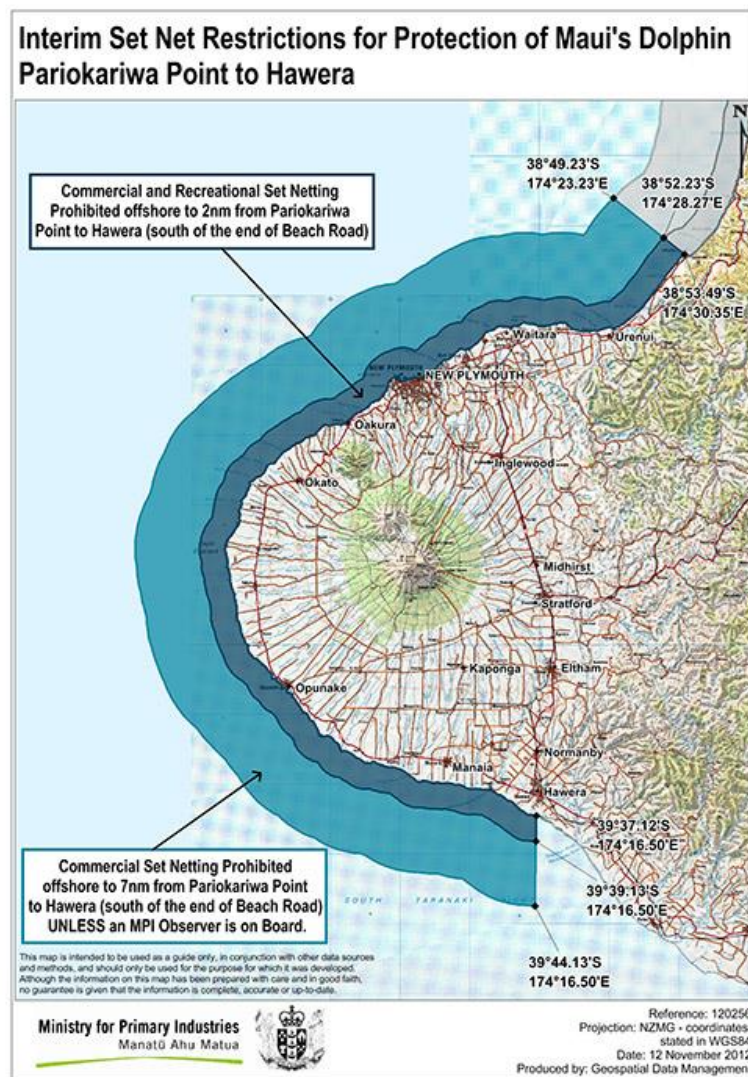 Interim Set Net Restrictions for Protection of Maui's Dolphin
Pariokariwa Point to Hawera
N
38°49.23'S
174°23.23'E
38°52.23'S
174°28.27'E
Commercial and Recreational Set Netting
Prohibited offshore to 2nm from Pariokariwa
Point to Hawera (south of the end of Beach Road)
38°53.49'S
174°30.35'E
Waitara
Urenui
NEW PLYMOUTH
NEW PLYMOUTH
Oakura
Inglewood
Okato
Midhirst
Stratford
Kaponga
Eltham
Opunake
Normanby
Manaia
Hawera
39°37.12'S
174°16.50'E
Commercial Set Netting Prohibited
offshore to 7nm from Pariokariwa Point
to Hawera (south of the end of Beach Road)
UNLESS an MPI Observer is on Board.
39°39.13'S
174°16.50'E
SOUTH TARANAKI
39°44.13'S
174°16.50'E
This map is intended to be used as a guide only, in conjunction with other data sources
and methods, and should only be used for the purpose for which it was developed.
Although the information on this map has been prepared with care and in good faith,
no guarantee is given that the information is complete, accurate or up-to-date.
Ministry for Primary Industries
Manatū Ahu Matua
Reference: 120256
Projection: NZMG - coordinates
stated in WGS84
Date: 12 November 2012
Produced by: Geospatial Data Management